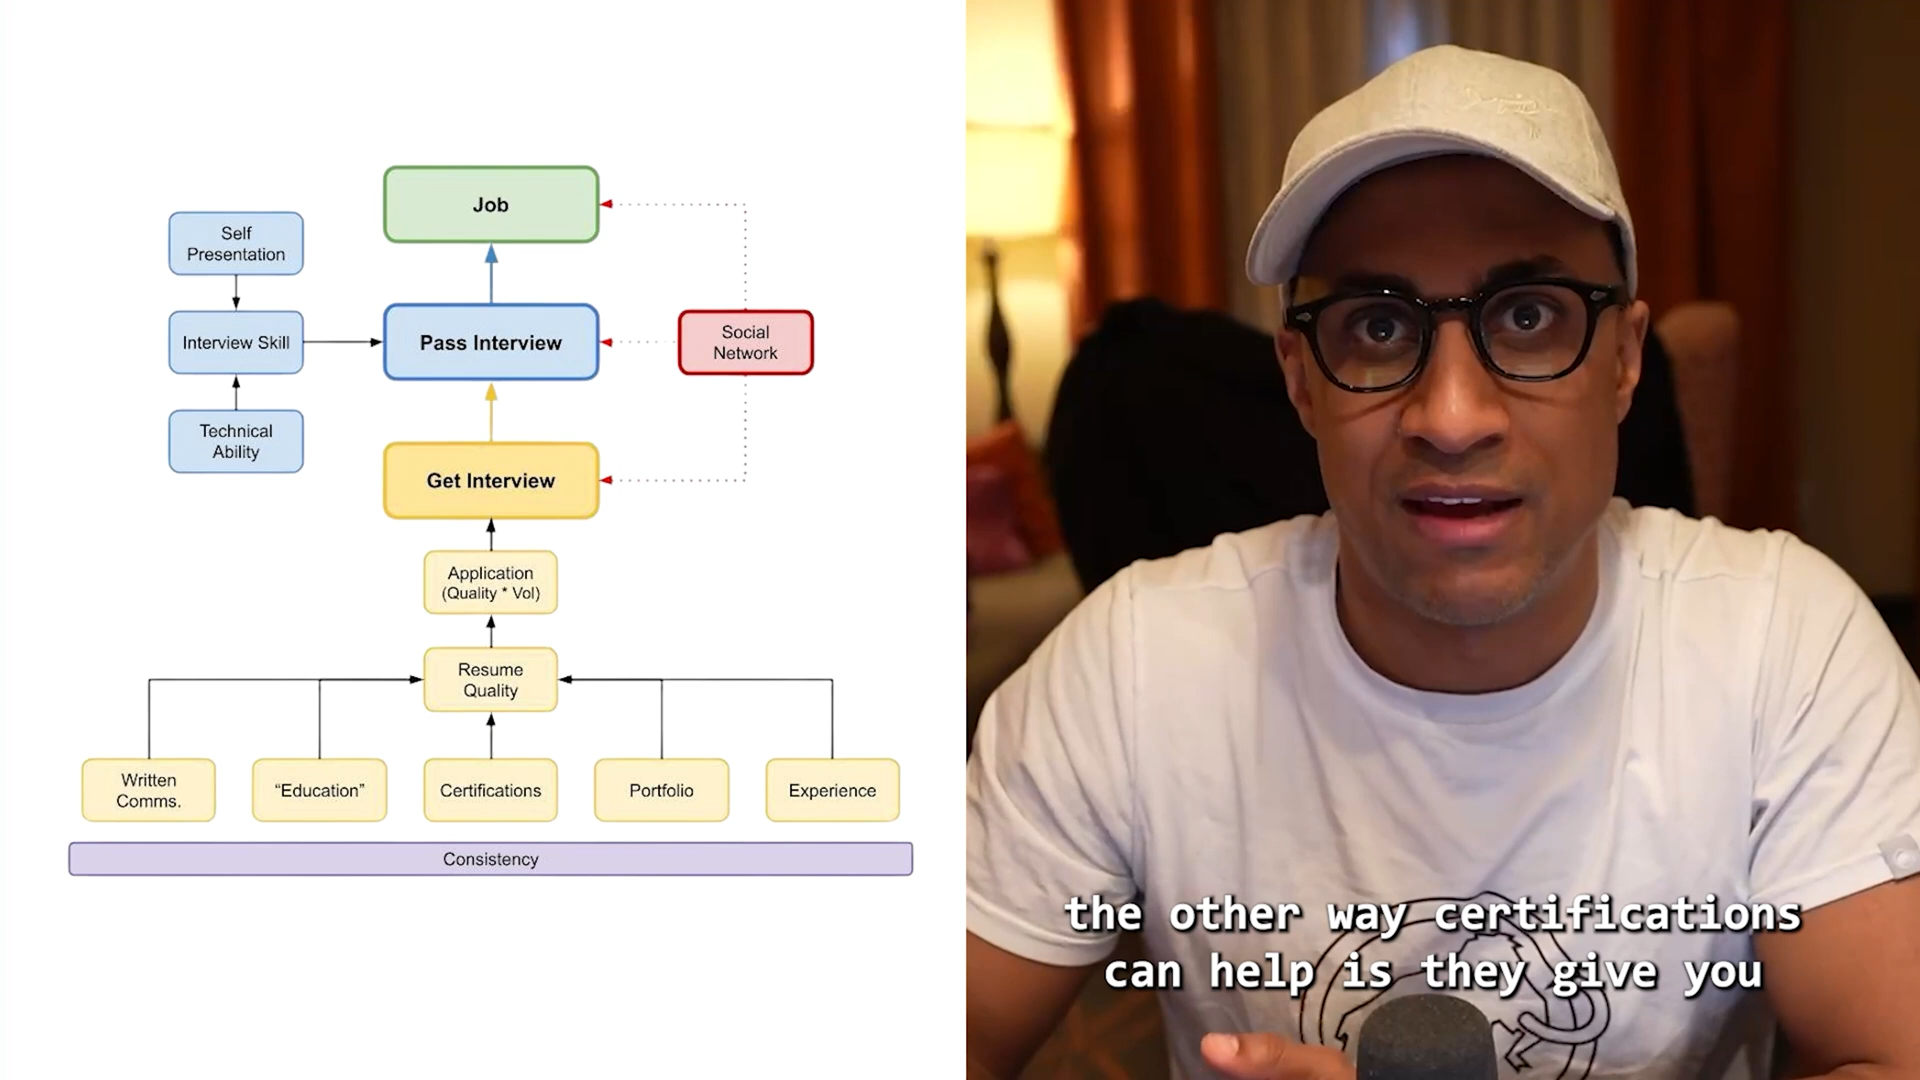 Job
Self
Presentation
Interview Skill
Pass Interview
Social
Network
Technical
Ability
Get Interview
Application
(Quality * Vol)
Resume
Quality
Written
Comms.
“Education”
Certifications
Portfolio
Experience
Consistency
the other way certifications
can help is they give you